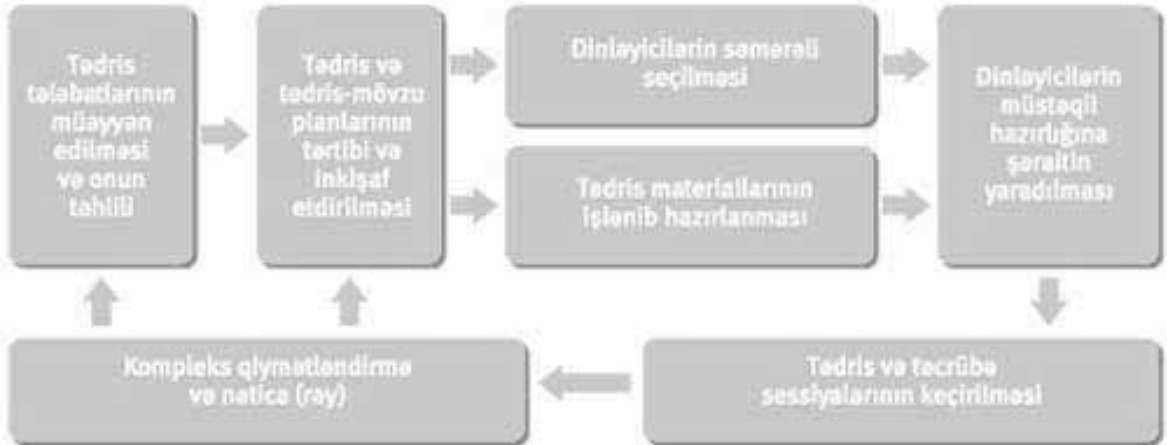 Tədris
tələbatlarının
müəyyən
edilməsi
və onun
təhlili
Tədris və
tədris-mövzu
planlarının
tərtibi və
inkişaf
etdirilməsi
Dinləyicilərin səmərəli
seçilməsi
Tədris materiallarının
işlənib hazırlanması
Dinləyicilərin
müstəqil
hazırlığına
şəraitin
yaradılması
Kompleks qiymətləndirmə
və nəticə (rəy)
Tədris və təcrübə
sessiyalarının keçirilməsi